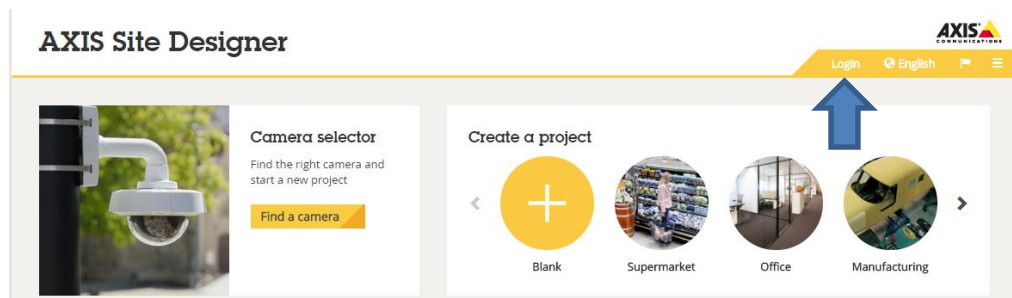 AXIS Site Designer
AXIS
COMMUNICATIONS
Login
English
Camera selector
Find the right camera and
start a new project
Find a camera
Create a project
Blank
Supermarket
Office
Manufacturing